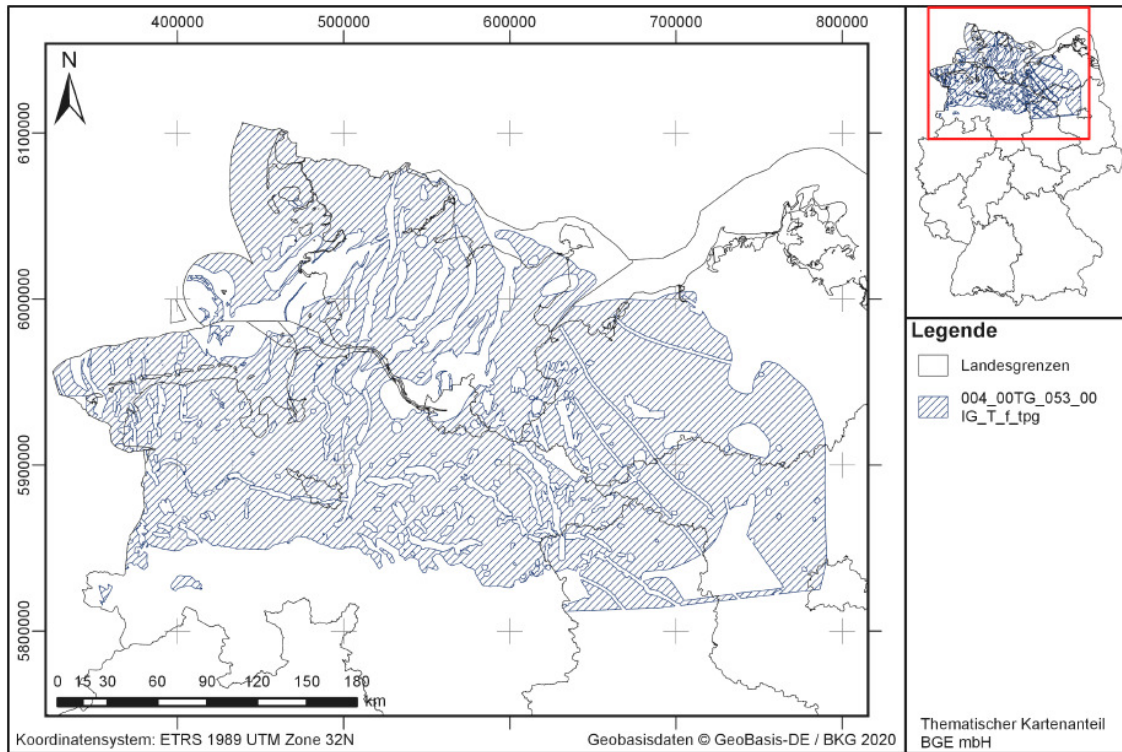 400000 500000 600000 700000 800000
N
6100000
6000000
5900000
5800000
0 15 30 60 90 120 150 180
km
Koordinatensystem: ETRS 1989 UTM Zone 32N
Geobasisdaten © GeoBasis-DE / BKG 2020
Legende
Landesgrenzen
004_00TG_053_00
IG_T_f_tpg
Thematischer Kartenanteil
BGE mbH